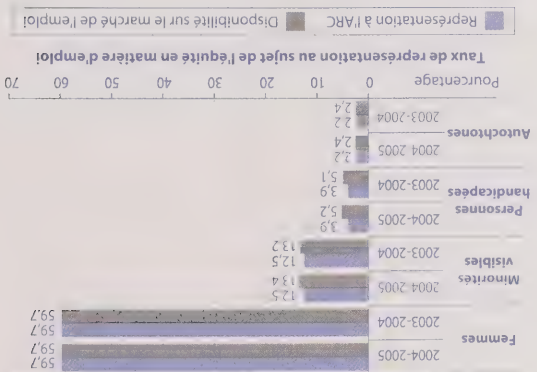 Femmes
2004-2005
59,7
59,7
2003-2004
59,7
59,7
Minorités
visibles
2004-2005
12,5
13,4
2003-2004
12,5
13,2
Personnes
handicapées
2004-2005
3,9
5,2
2003-2004
3,9
5,1
Autochtones
2004-2005
2,2
2,4
2003-2004
2,2
2,4
Pourcentage 0 10 20 30 40 50 60 70
Taux de représentation au sujet de l'équité en matière d'emploi
Représentation à l'ARC
Disponibilité sur le marché de l'emploi